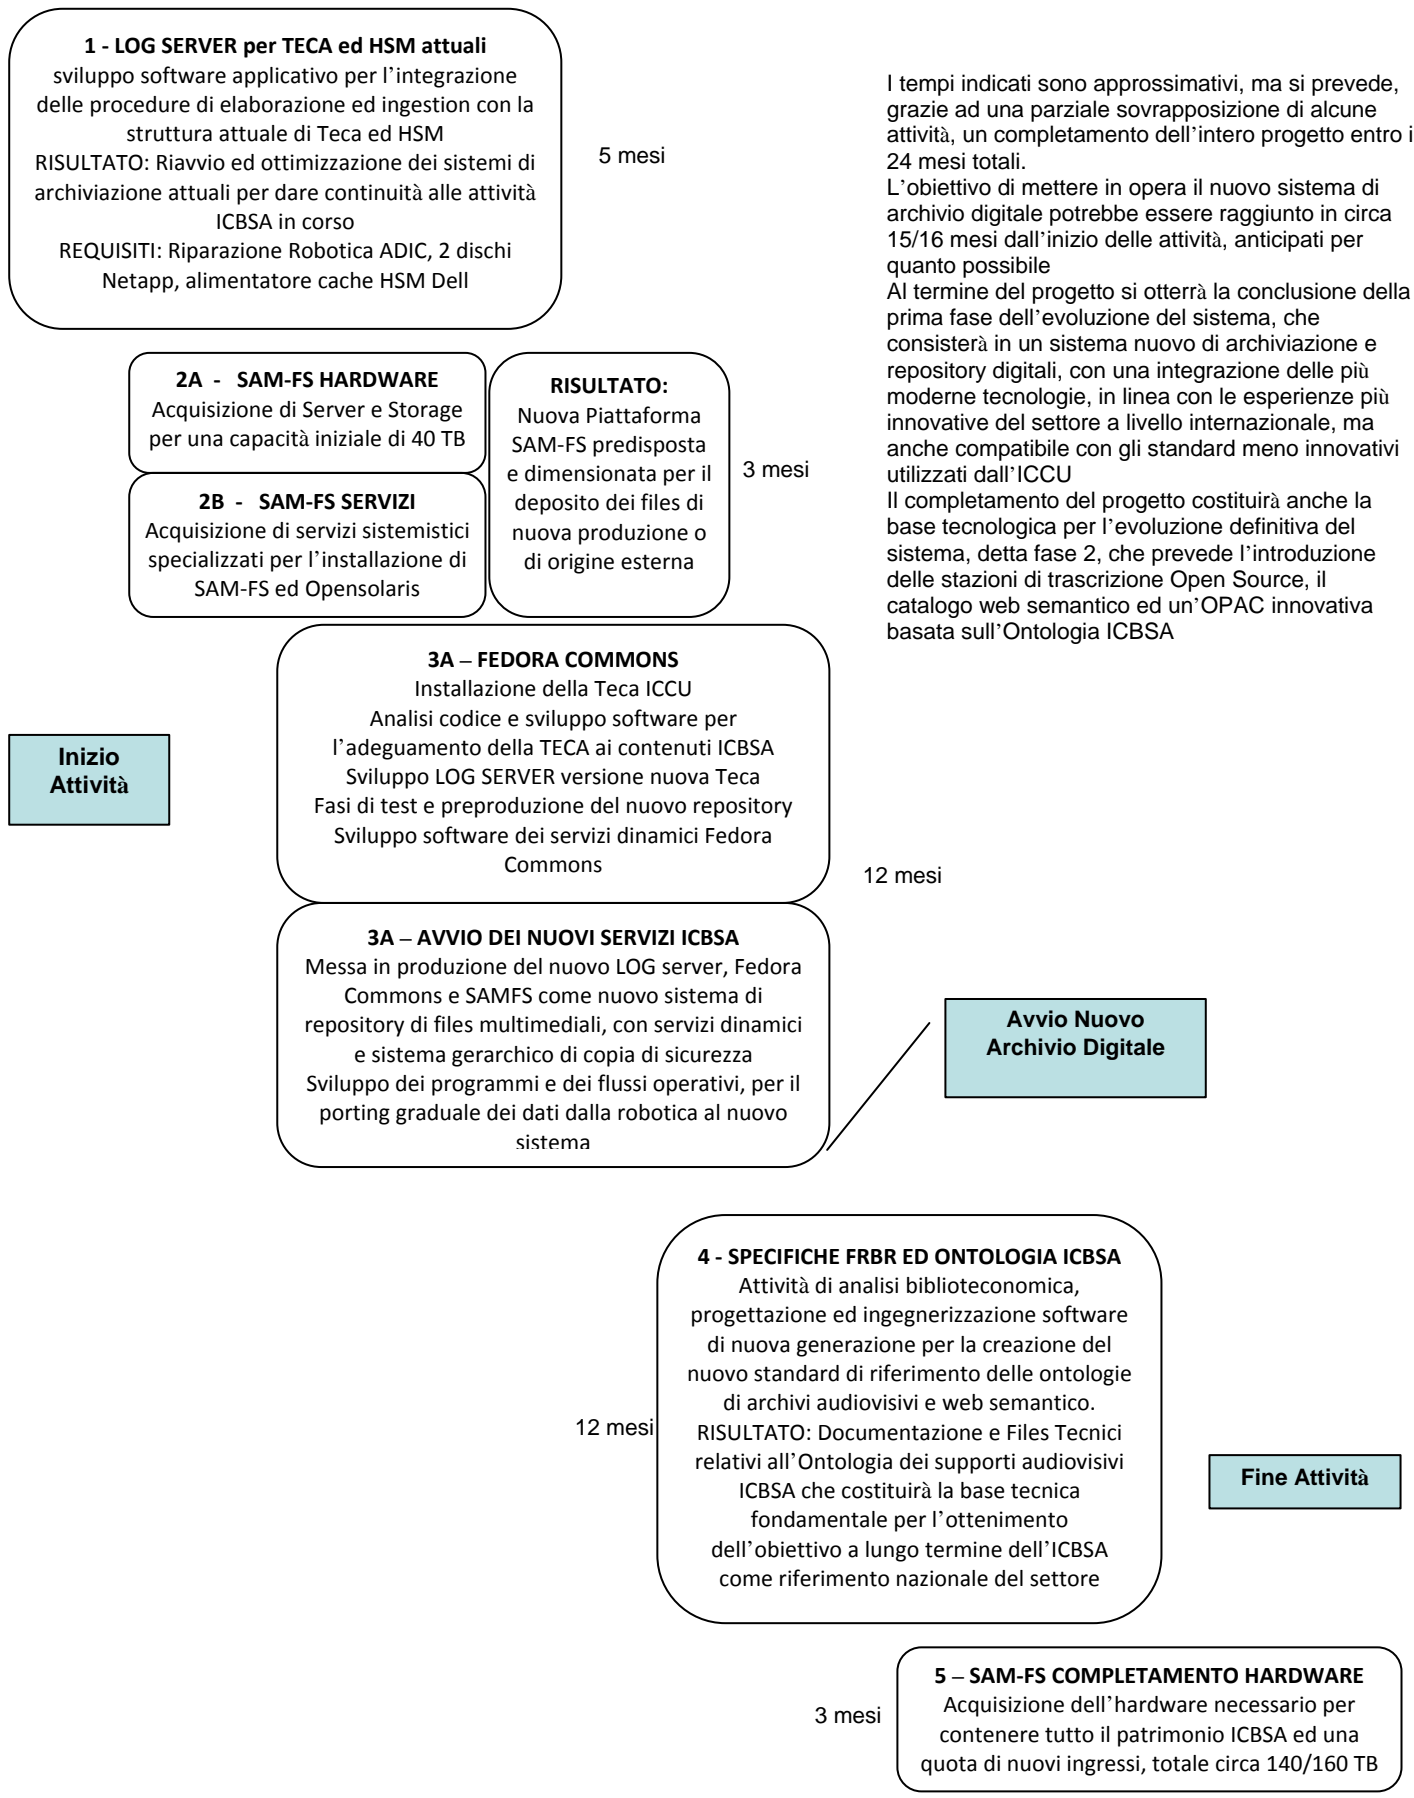 1 - LOG SERVER per TECA ed HSM attuali
sviluppo software applicativo per l’integrazione
delle procedure di elaborazione ed ingestion con la
struttura attuale di Teca ed HSM
RISULTATO: Riavvio ed ottimizzazione dei sistemi di
archiviazione attuali per dare continuità alle attività
ICBSA in corso
REQUISITI: Riparazione Robotica ADIC, 2 dischi
Netapp, alimentatore cache HSM Dell
5 mesi
I tempi indicati sono approssimativi, ma si prevede,
grazie ad una parziale sovrapposizione di alcune
attività, un completamento dell’intero progetto entro i
24 mesi totali.
L’obiettivo di mettere in opera il nuovo sistema di
archivio digitale potrebbe essere raggiunto in circa
15/16 mesi dall’inizio delle attività, anticipati per
quanto possibile
Al termine del progetto si otterrà la conclusione della
prima fase dell’evoluzione del sistema, che
consisterà in un sistema nuovo di archiviazione e
repository digitali, con una integrazione delle più
moderne tecnologie, in linea con le esperienze più
innovative del settore a livello internazionale, ma
anche compatibile con gli standard meno innovativi
utilizzati dall’ICCU
Il completamento del progetto costituirà anche la
base tecnologica per l’evoluzione definitiva del
sistema, detta fase 2, che prevede l’introduzione
delle stazioni di trascrizione Open Source, il
catalogo web semantico ed un’OPAC innovativa
basata sull’Ontologia ICBSA
2A - SAM-FS HARDWARE
Acquisizione di Server e Storage
per una capacità iniziale di 40 TB
2B - SAM-FS SERVIZI
Acquisizione di servizi sistemistici
specializzati per l’installazione di
SAM-FS ed Opensolaris
RISULTATO:
Nuova Piattaforma
SAM-FS predisposta
e dimensionata per il
deposito dei files di
nuova produzione o
di origine esterna
3 mesi
3A – FEDORA COMMONS
Installazione della Teca ICCU
Analisi codice e sviluppo software per
l’adeguamento della TECA ai contenuti ICBSA
Sviluppo LOG SERVER versione nuova Teca
Fasi di test e preproduzione del nuovo repository
Sviluppo software dei servizi dinamici Fedora
Commons
Inizio
Attività
12 mesi
3A – AVVIO DEI NUOVI SERVIZI ICBSA
Messa in produzione del nuovo LOG server, Fedora
Commons e SAMFS come nuovo sistema di
repository di files multimediali, con servizi dinamici
e sistema gerarchico di copia di sicurezza
Sviluppo dei programmi e dei flussi operativi, per il
porting graduale dei dati dalla robotica al nuovo
sistema
Avvio Nuovo
Archivio Digitale
4 - SPECIFICHE FRBR ED ONTOLOGIA ICBSA
Attività di analisi biblioteconomica,
progettazione ed ingegnerizzazione software
di nuova generazione per la creazione del
nuovo standard di riferimento delle ontologie
di archivi audiovisivi e web semantico.
RISULTATO: Documentazione e Files Tecnici
relativi all’Ontologia dei supporti audiovisivi
ICBSA che costituirà la base tecnica
fondamentale per l’ottenimento
dell’obiettivo a lungo termine dell’ICBSA
come riferimento nazionale del settore
12 mesi
Fine Attività
5 – SAM-FS COMPLETAMENTO HARDWARE
Acquisizione dell’hardware necessario per
contenere tutto il patrimonio ICBSA ed una
quota di nuovi ingressi, totale circa 140/160 TB
3 mesi